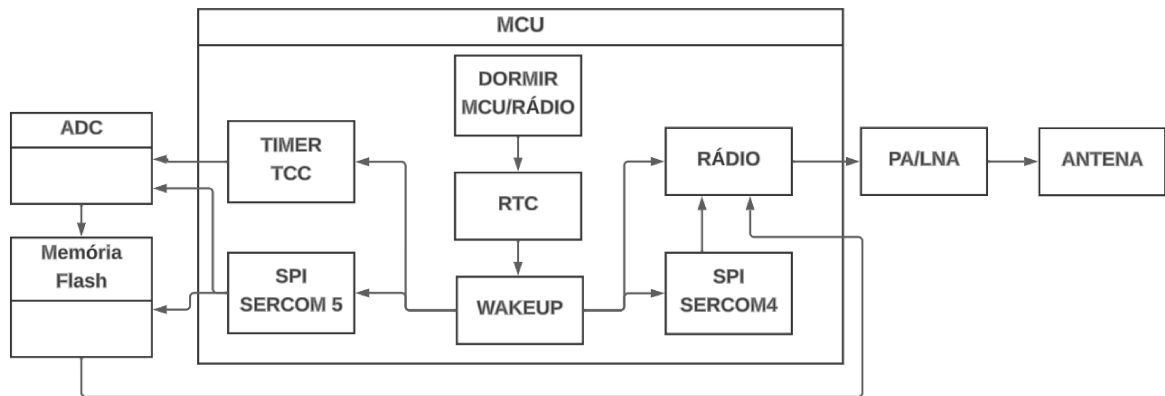 MCU
DORMIR
MCU/RÁDIO
ADC
TIMER
TCC
RÁDIO
PA/LNA
ANTENA
RTC
Memória
Flash
SPI
SERCOM 5
WAKEUP
SPI
SERCOM4